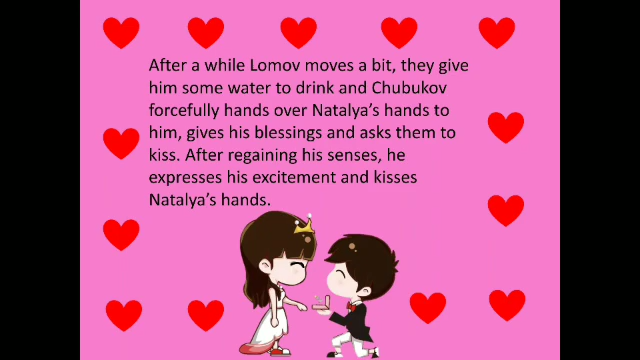 After a while Lomov moves a bit, they give
him some water to drink and Chubukov
forcefully hands over Natalya’s hands to
him, gives his blessings and asks them to
kiss. After regaining his senses, he
expresses his excitement and kisses
Natalya’s hands.